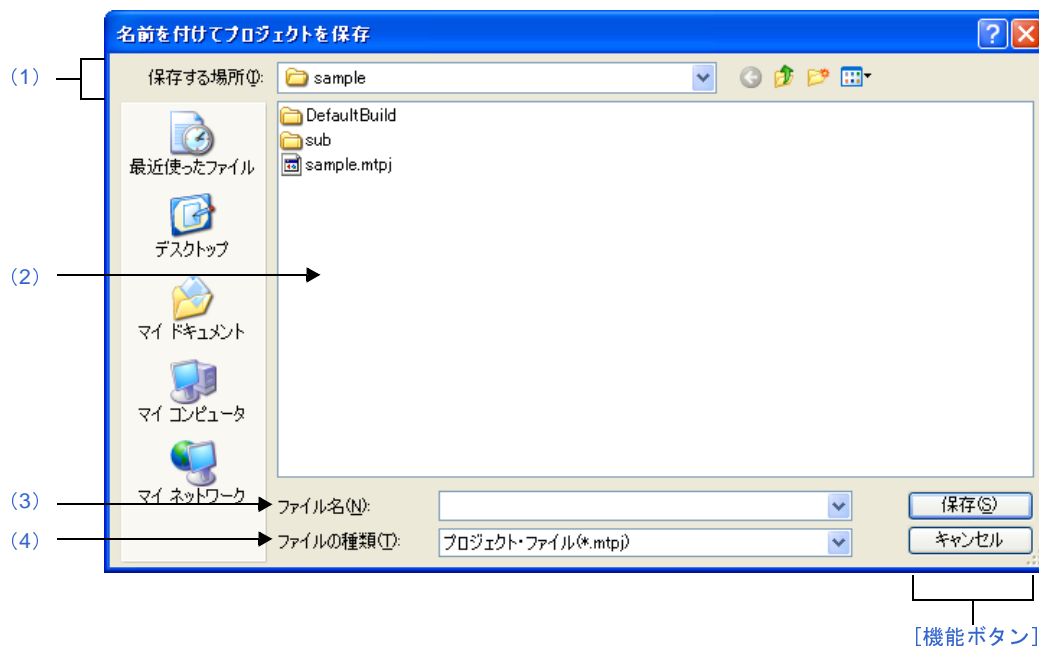 名前を付けてプロジェクトを保存
(1)
保存する場所(I):
sample
最近使ったファイル
デスクトップ
マイ ドキュメント
マイ コンピュータ
マイ ネットワーク
DefaultBuild
sub
sample.mtpj
(2)
(3)
ファイル名(N):
保存(S)
(4)
ファイルの種類(T):
プロジェクト・ファイル(*.mtpj)
キャンセル
[機能ボタン]